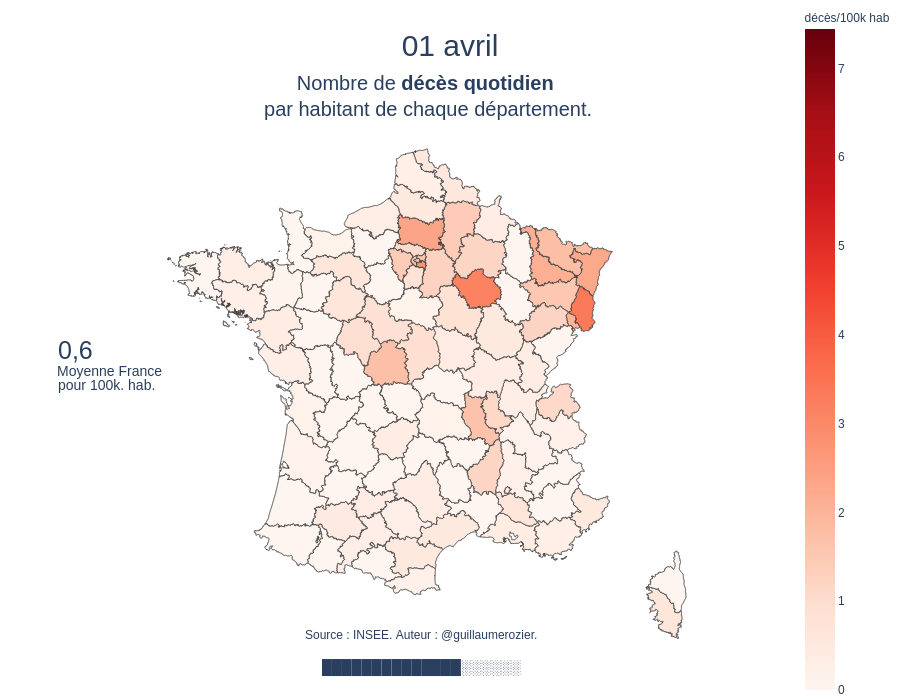 décès/100k hab
01 avril
Nombre de décès quotidien
par habitant de chaque département.
7
6
5
4
3
2
1
0
0,6
Moyenne France
pour 100k. hab.
Source : INSEE. Auteur : @guillaumerozier.